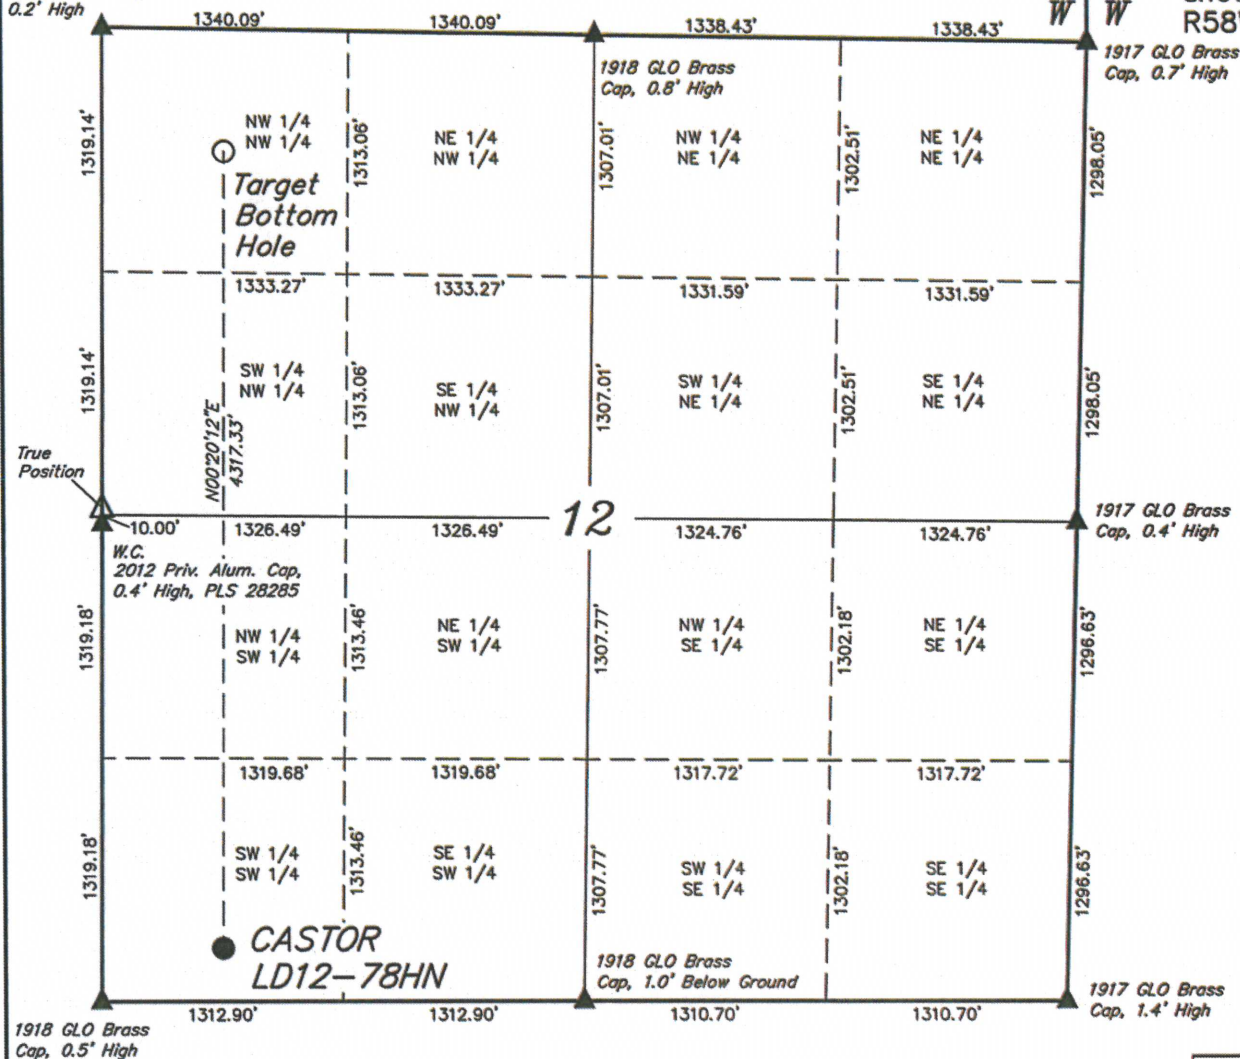 0.2' High
1340.09'
1340.09'
1338.43'
1338.43'
W
W
1918 GLO Brass
Cap, 0.8' High
1917 GLO Brass
Cap, 0.7' High
1319.14'
NW 1/4
NW 1/4
1313.06'
NE 1/4
NW 1/4
1307.01'
NW 1/4
NE 1/4
1302.51'
NE 1/4
NE 1/4
1298.05'
Target
Bottom
Hole
1333.27'
1333.27'
1331.59'
1331.59'
1319.14'
SW 1/4
NW 1/4
1313.06'
SE 1/4
NW 1/4
1307.01'
SW 1/4
NE 1/4
1302.51'
SE 1/4
NE 1/4
1298.05'
N00°20'12"E
4317.33'
True
Position
10.00'
1326.49'
1326.49'
12
1324.76'
1324.76'
1917 GLO Brass
Cap, 0.4' High
W.C.
2012 Priv. Alum. Cap,
0.4' High, PLS 28285
1319.18'
NW 1/4
SW 1/4
1313.46'
NE 1/4
SW 1/4
1307.77'
NW 1/4
SE 1/4
1302.18'
NE 1/4
SE 1/4
1296.63'
1319.68'
1319.68'
1317.72'
1317.72'
1319.18'
SW 1/4
SW 1/4
1313.46'
SE 1/4
SW 1/4
1307.77'
SW 1/4
SE 1/4
1302.18'
SE 1/4
SE 1/4
1296.63'
CASTOR
LD12-78HN
1918 GLO Brass
Cap, 1.0' Below Ground
1917 GLO Brass
Cap, 1.4' High
1312.90'
1312.90'
1310.70'
1310.70'
1918 GLO Brass
Cap, 0.5' High